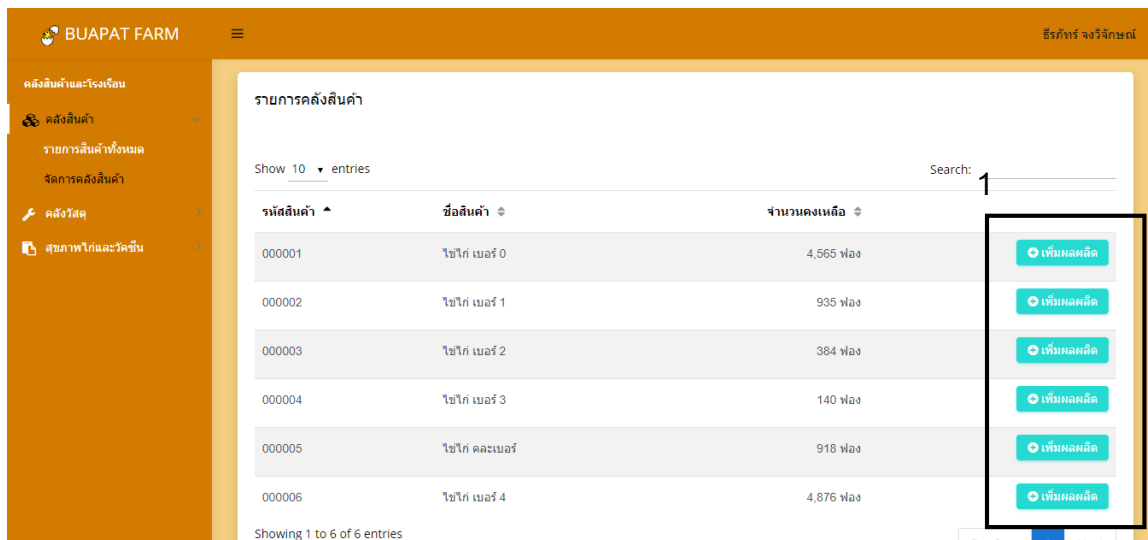 BUAPAT FARM
ธีรภัทร์ จงวิจักษณ์
คลังสินค้าและโรงเรือน
คลังสินค้า
รายการสินค้าทั้งหมด
จัดการคลังสินค้า
คลังวัสดุ
สุขภาพไก่และวัคซีน
รายการคลังสินค้า
Show 10 entries
Search:
1
รหัสสินค้า ชื่อสินค้า จำนวนคงเหลือ
000001 ไข่ไก่ เบอร์ 0 4,565 ฟอง เพิ่มผลผลิต
000002 ไข่ไก่ เบอร์ 1 935 ฟอง เพิ่มผลผลิต
000003 ไข่ไก่ เบอร์ 2 384 ฟอง เพิ่มผลผลิต
000004 ไข่ไก่ เบอร์ 3 140 ฟอง เพิ่มผลผลิต
000005 ไข่ไก่ คละเบอร์ 918 ฟอง เพิ่มผลผลิต
000006 ไข่ไก่ เบอร์ 4 4,876 ฟอง เพิ่มผลผลิต
Showing 1 to 6 of 6 entries